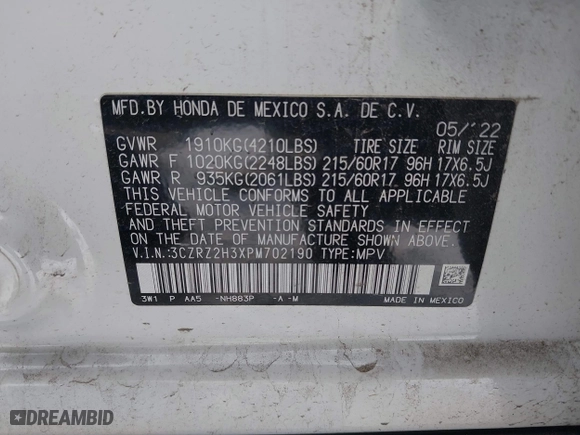 MFD.BY HONDA DE MEXICO S.A. DE C.V.
05/'22
GVWR 1910KG(4210LBS) TIRE SIZE RIM SIZE
GAWR F 1020KG(2248LBS) 215/60R17 96H 17X6.5J
GAWR R 935KG(2061LBS) 215/60R17 96H 17X6.5J
THIS VEHICLE CONFORMS TO ALL APPLICABLE
FEDERAL MOTOR VEHICLE SAFETY
AND THEFT PREVENTION STANDARDS IN EFFECT
ON THE DATE OF MANUFACTURE SHOWN ABOVE.
V.I.N.:3CZRZ2H3XPM702190 TYPE:MPV
3W1 P AA5 -NH883P -A -M MADE IN MEXICO
DREAMBID